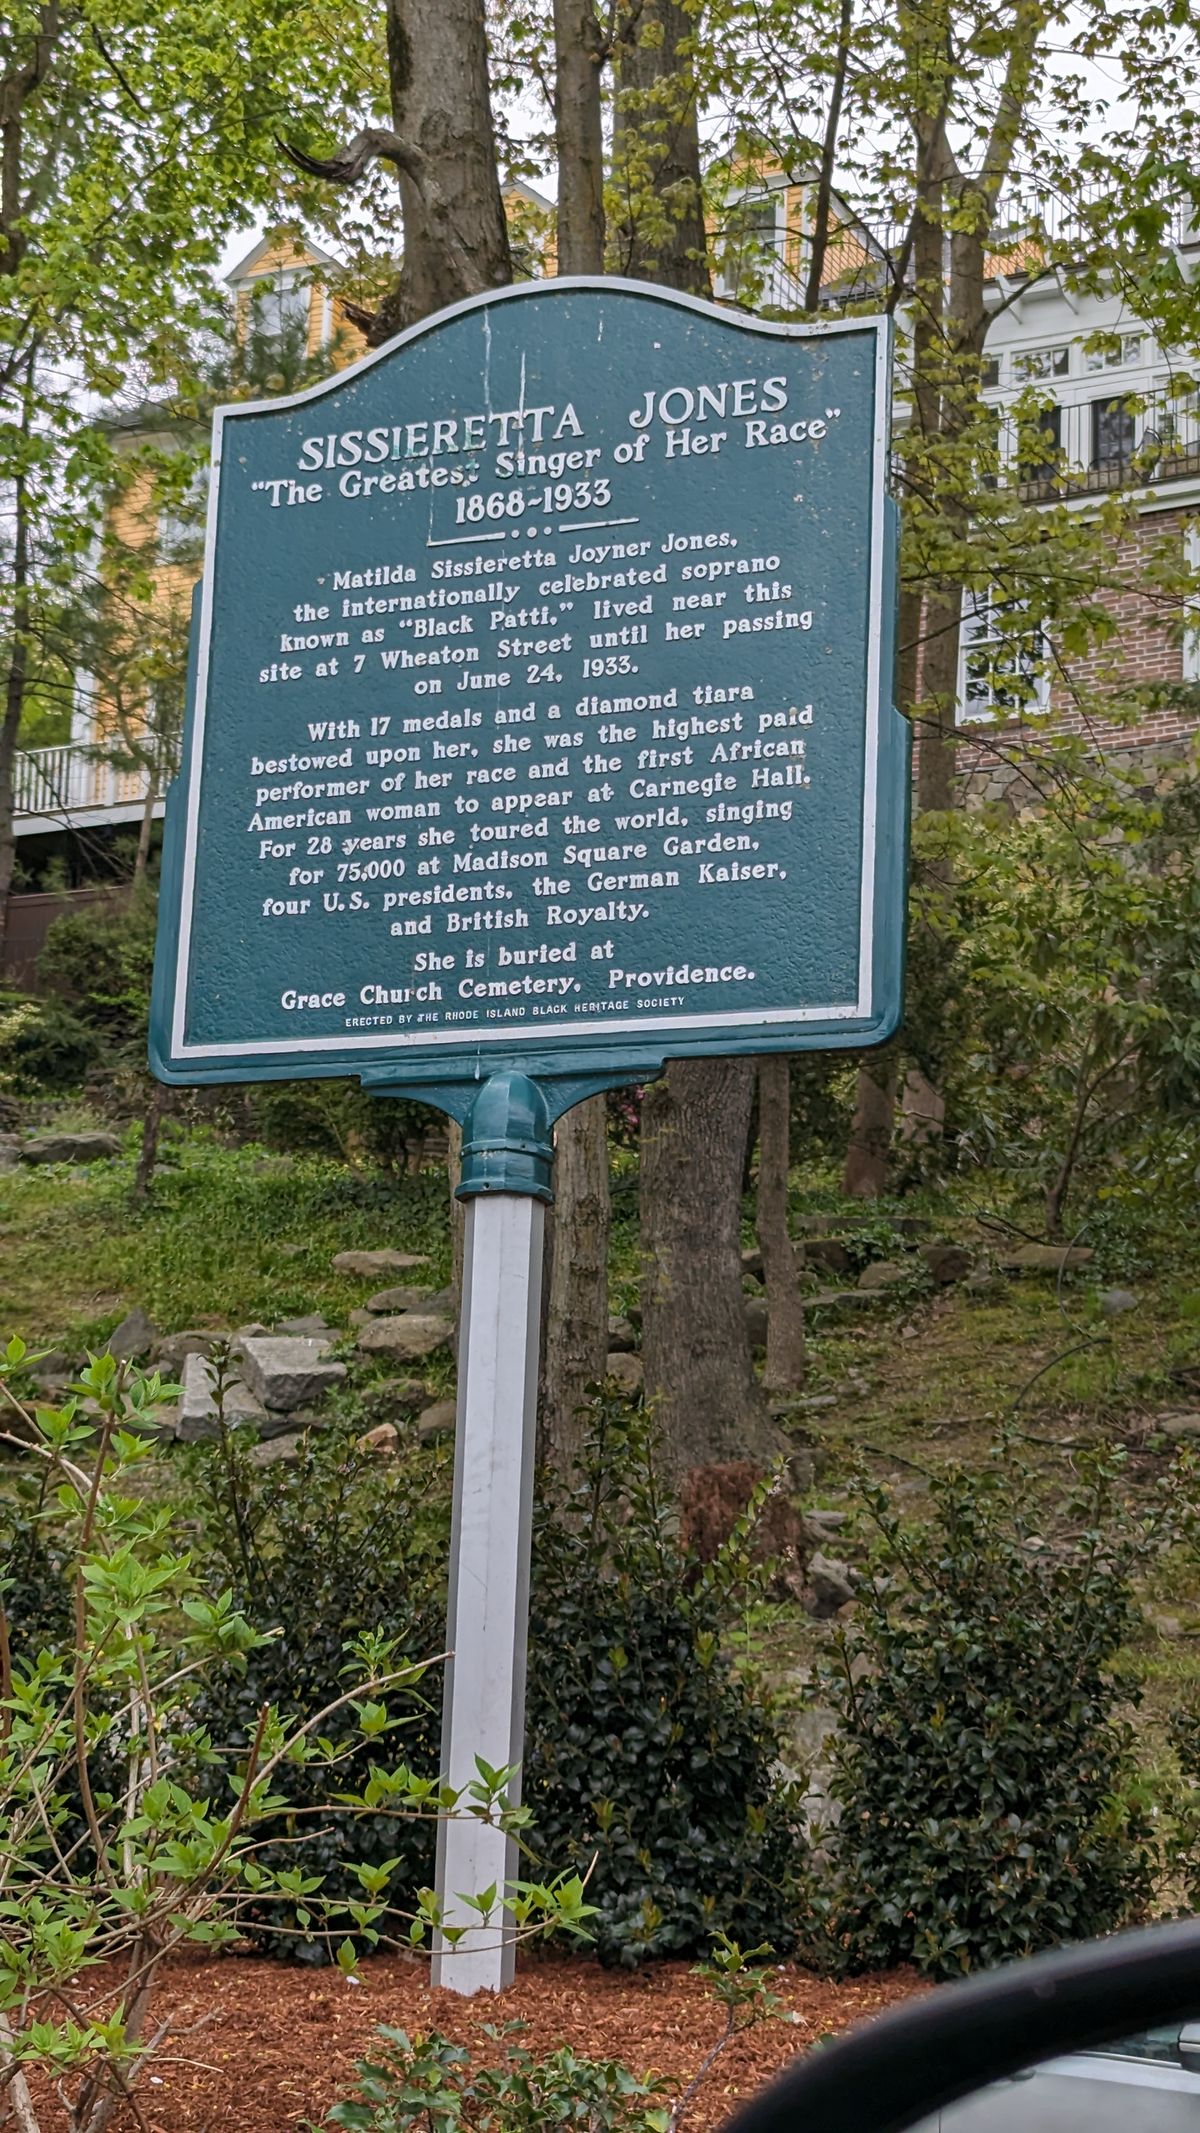 SISSIERETTA JONES
"The Greatest Singer of Her Race"
1868~1933
Matilda Sissieretta Joyner Jones,
the internationally celebrated soprano
known as "Black Patti," lived near this
site at 7 Wheaton Street until her passing
on June 24, 1933.
With 17 medals and a diamond tiara
bestowed upon her, she was the highest paid
performer of her race and the first African
American woman to appear at Carnegie Hall.
For 28 years she toured the world, singing
for 75,000 at Madison Square Garden,
four U.S. presidents, the German Kaiser,
and British Royalty.
She is buried at
Grace Church Cemetery, Providence.
ERECTED BY THE RHODE ISLAND BLACK HERITAGE SOCIETY